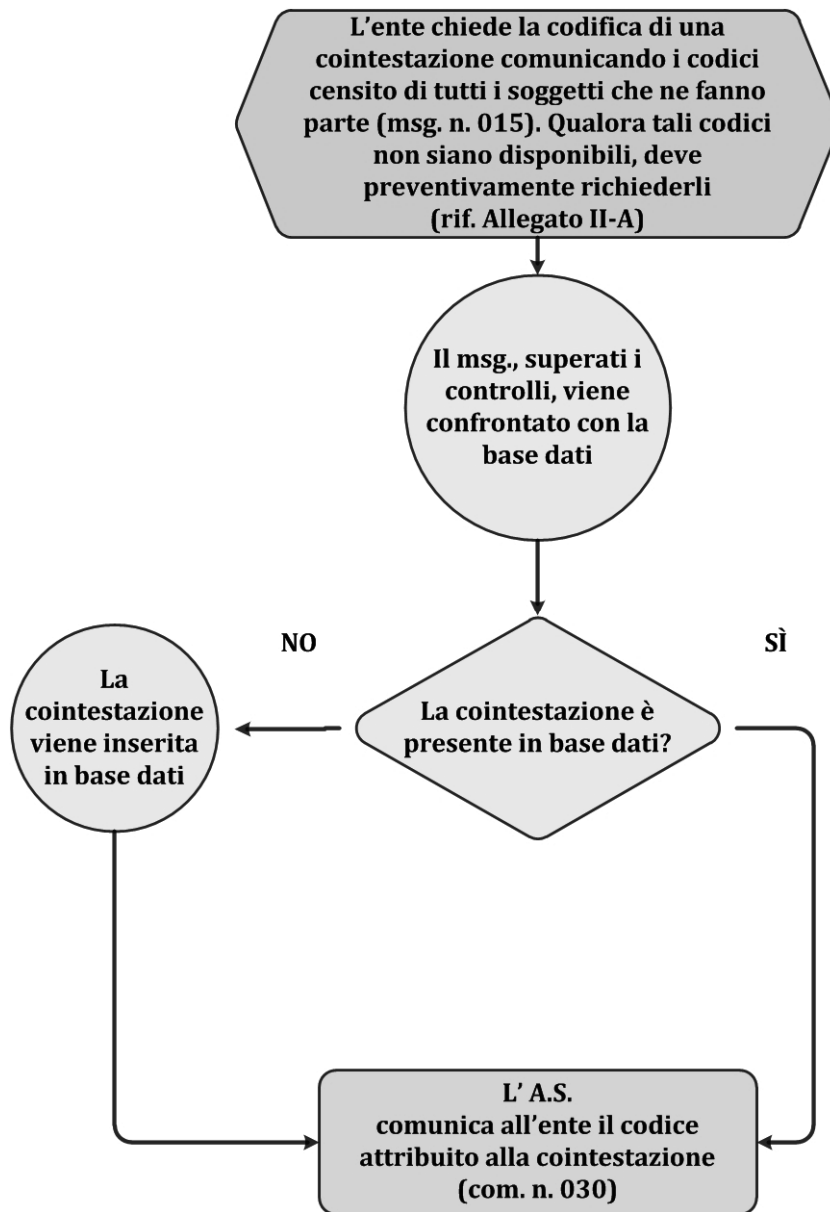 L'ente chiede la codifica di una
cointestazione comunicando i codici
censito di tutti i soggetti che ne fanno
parte (msg. n. 015). Qualora tali codici
non siano disponibili, deve
preventivamente richiederli
(rif. Allegato II-A)
Il msg., superati i
controlli, viene
confrontato con la
base dati
NO
SÌ
La
cointestazione
viene inserita
in base dati
La cointestazione è
presente in base dati?
L' A.S.
comunica all'ente il codice
attribuito alla cointestazione
(com. n. 030)